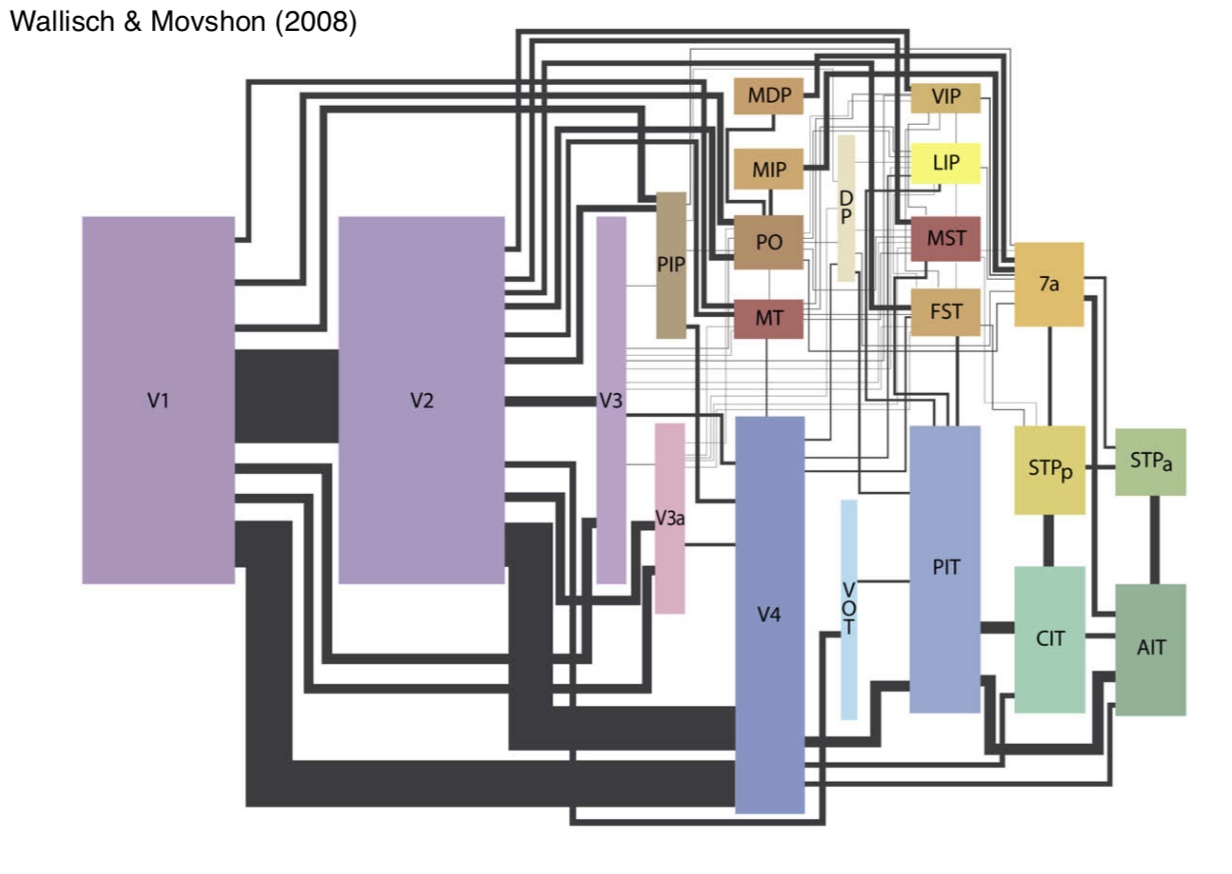 Wallisch & Movshon (2008)
MDP
VIP
MIP
LIP
DP
PO
MST
PIP
7a
MT
FST
V1
V2
V3
STPp
STPa
V3a
PIT
VOT
V4
CIT
AIT